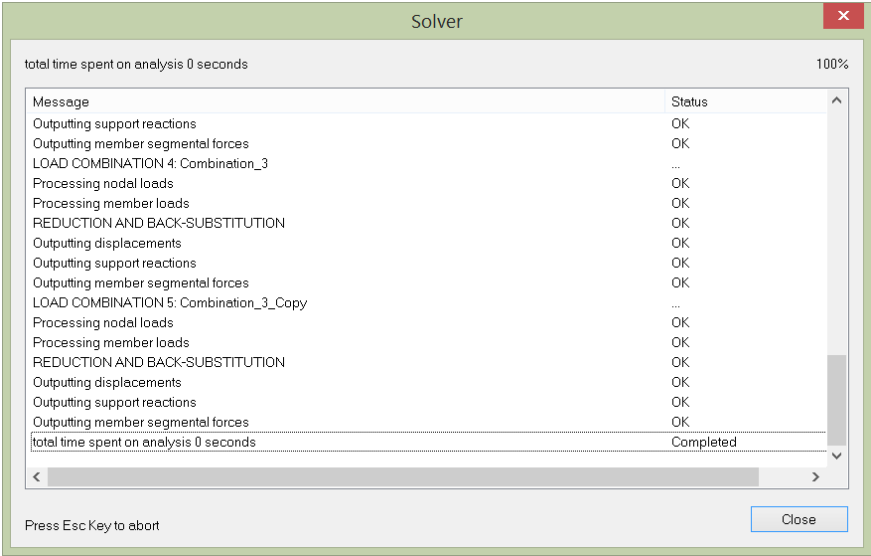 Solver
total time spent on analysis 0 seconds 100%
Message Status
Outputting support reactions OK
Outputting member segmental forces OK
LOAD COMBINATION 4: Combination_3 ...
Processing nodal loads OK
Processing member loads OK
REDUCTION AND BACK-SUBSTITUTION OK
Outputting displacements OK
Outputting support reactions OK
Outputting member segmental forces OK
LOAD COMBINATION 5: Combination_3_Copy ...
Processing nodal loads OK
Processing member loads OK
REDUCTION AND BACK-SUBSTITUTION OK
Outputting displacements OK
Outputting support reactions OK
Outputting member segmental forces OK
total time spent on analysis 0 seconds Completed
Press Esc Key to abort Close